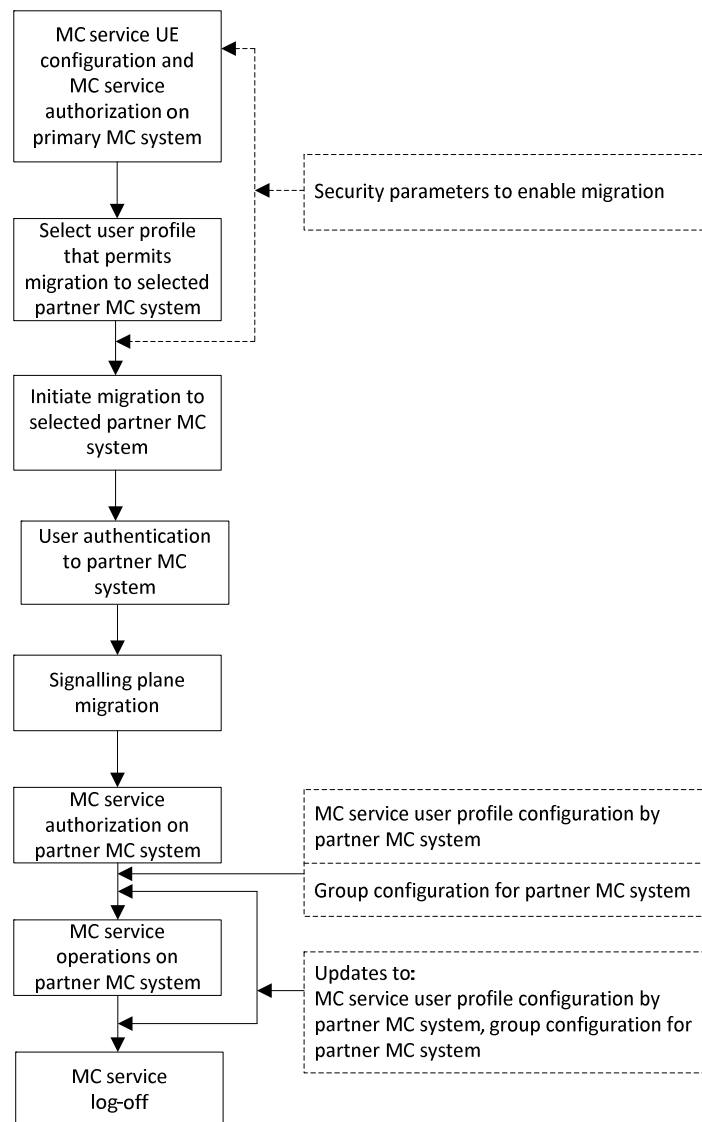 MC service UE
configuration and
MC service
authorization on
primary MC system
Security parameters to enable migration
Select user profile
that permits
migration to selected
partner MC system
Initiate migration to
selected partner MC
system
User authentication
to partner MC
system
Signalling plane
migration
MC service
authorization on
partner MC system
MC service user profile configuration by
partner MC system
Group configuration for partner MC system
MC service
operations on
partner MC system
Updates to:
MC service user profile configuration by
partner MC system, group configuration for
partner MC system
MC service
log-off